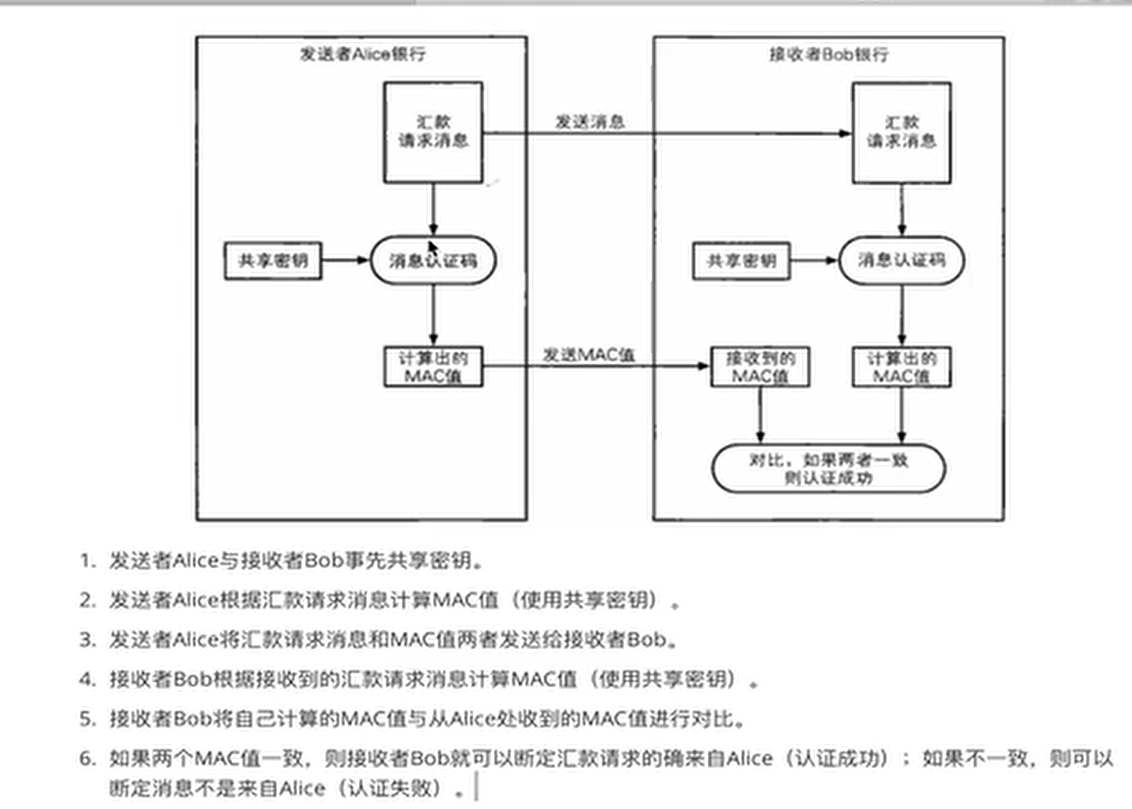 发送者Alice银行
接收者Bob银行
汇款
请求消息
发送消息
汇款
请求消息
共享密钥
消息认证码
共享密钥
消息认证码
计算出的
MAC值
发送MAC值
接收到的
MAC值
计算出的
MAC值
对比，如果两者一致
则认证成功
1. 发送者Alice与接收者Bob事先共享密钥。
2. 发送者Alice根据汇款请求消息计算MAC值（使用共享密钥）。
3. 发送者Alice将汇款请求消息和MAC值两者发送给接收者Bob。
4. 接收者Bob根据接收到的汇款请求消息计算MAC值（使用共享密钥）。
5. 接收者Bob将自己计算的MAC值与从Alice处收到的MAC值进行对比。
6. 如果两个MAC值一致，则接收者Bob就可以断定汇款请求的确来自Alice（认证成功）；如果不一致，则可以
断定消息不是来自Alice（认证失败）。